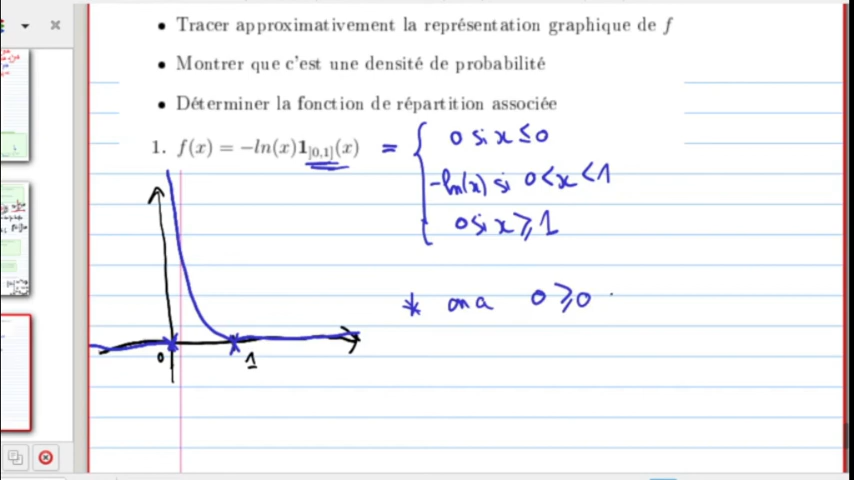 • Tracer approximativement la représentation graphique de f
• Montrer que c'est une densité de probabilité
• Déterminer la fonction de répartition associée
1. f(x) = −ln(x)1]0,1](x) = { 0 si x ≤ 0
-ln(x) si 0 < x < 1
0 si x ⩾ 1
* on a 0 ⩾ 0
0 1